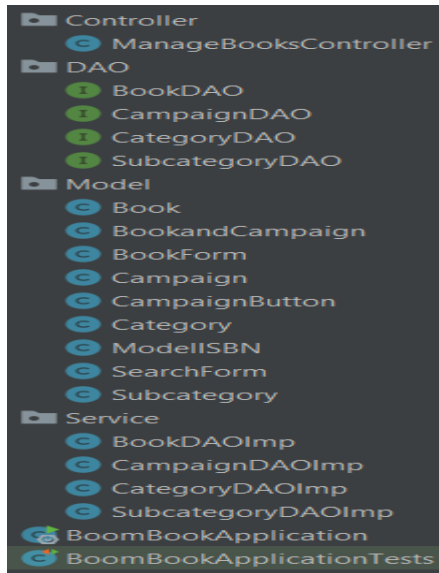 Controller
C ManageBooksController
DAO
I BookDAO
I CampaignDAO
I CategoryDAO
I SubcategoryDAO
Model
C Book
C BookandCampaign
C BookForm
C Campaign
C CampaignButton
C Category
C ModelISBN
C SearchForm
C Subcategory
Service
C BookDAOImp
C CampaignDAOImp
C CategoryDAOImp
C SubcategoryDAOImp
C BoomBookApplication
C BoomBookApplicationTests